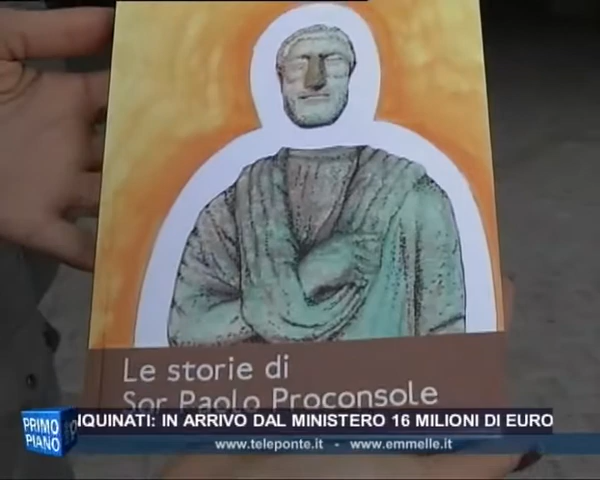 Le storie di
Sor Paolo Proconsole
PRIMO
PIANO
IQUINATI: IN ARRIVO DAL MINISTERO 16 MILIONI DI EURO
www.teleponte.it - www.emmelle.it